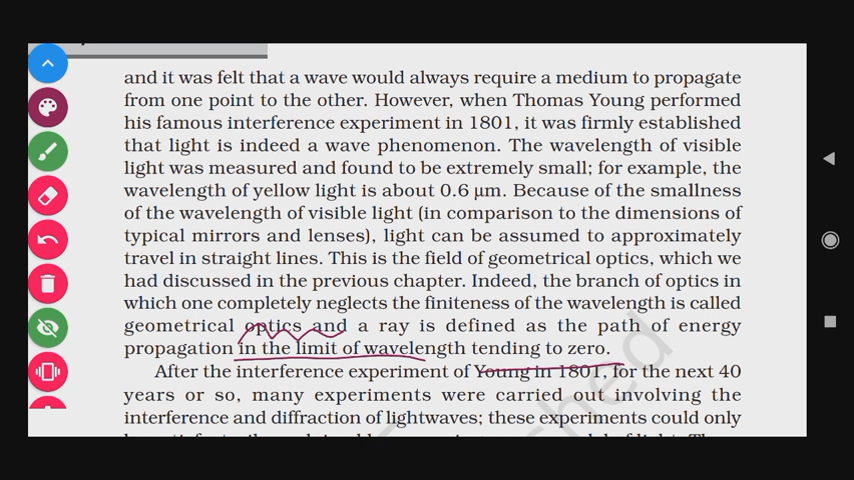 and it was felt that a wave would always require a medium to propagate
from one point to the other. However, when Thomas Young performed
his famous interference experiment in 1801, it was firmly established
that light is indeed a wave phenomenon. The wavelength of visible
light was measured and found to be extremely small; for example, the
wavelength of yellow light is about 0.6 μm. Because of the smallness
of the wavelength of visible light (in comparison to the dimensions of
typical mirrors and lenses), light can be assumed to approximately
travel in straight lines. This is the field of geometrical optics, which we
had discussed in the previous chapter. Indeed, the branch of optics in
which one completely neglects the finiteness of the wavelength is called
geometrical optics and a ray is defined as the path of energy
propagation in the limit of wavelength tending to zero.
After the interference experiment of Young in 1801, for the next 40
years or so, many experiments were carried out involving the
interference and diffraction of lightwaves; these experiments could only